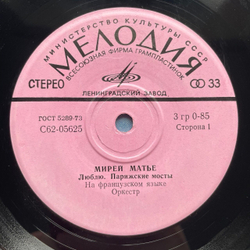 МИНИСТЕРСТВО КУЛЬТУРЫ СССР
МЕЛОДИЯ
ВСЕСОЮЗНАЯ ФИРМА ГРАМПЛАСТИНОК
СТЕРЕО
33
ЛЕНИНГРАДСКИЙ ЗАВОД
ГОСТ 5289-73
3 гр 0-85
С62-05625
Сторона 1
МИРЕЙ МАТЬЕ
Люблю. Парижские мосты
На французском языке
Оркестр